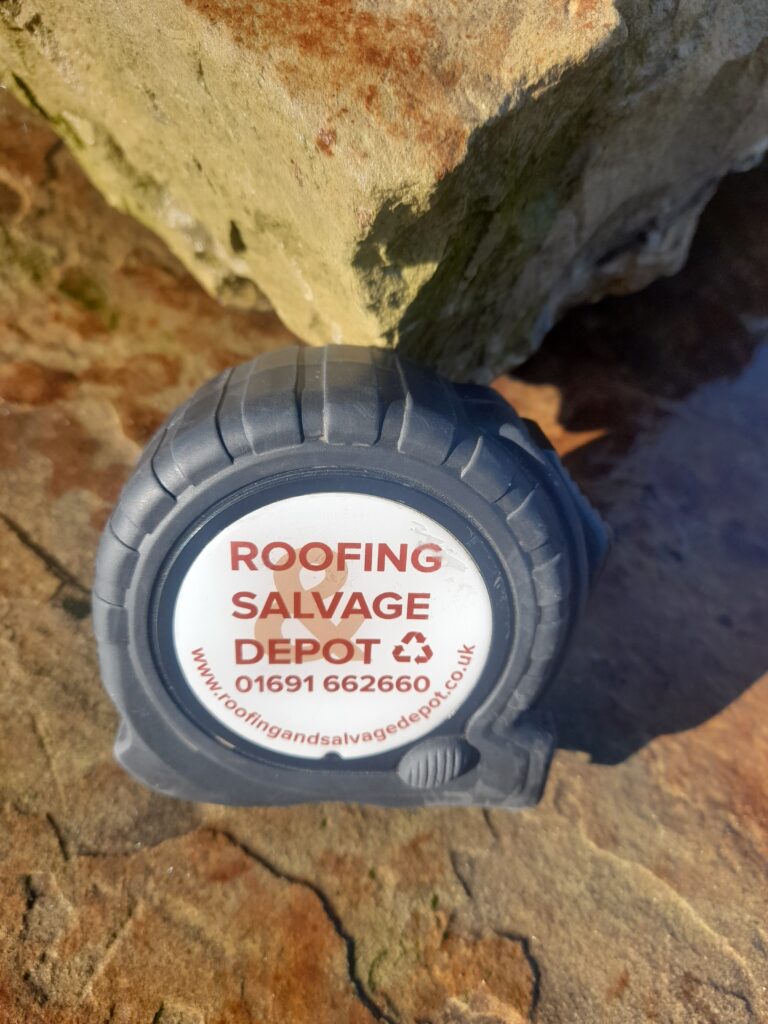 &
ROOFING
SALVAGE
DEPOT
01691 662660
www.roofingandsalvagedepot.co.uk